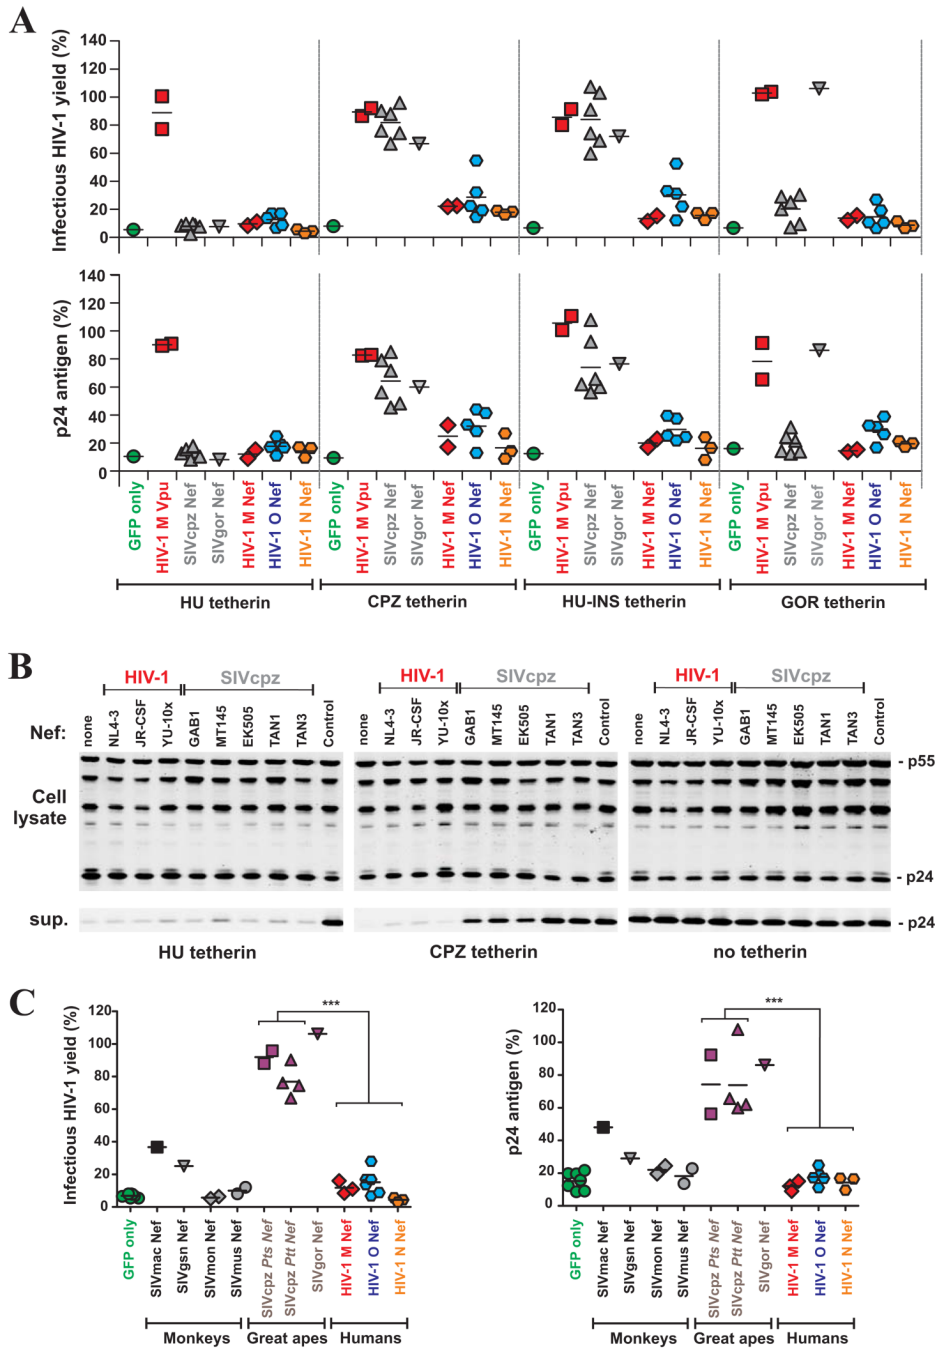 A
Infectious HIV-1 yield (%)
140
120
100
80
60
40
20
0
p24 antigen (%)
140
120
100
80
60
40
20
0
GFP only
HIV-1 M Vpu
SIVcpz Nef
SIVgor Nef
HIV-1 M Nef
HIV-1 O Nef
HIV-1 N Nef
GFP only
HIV-1 M Vpu
SIVcpz Nef
SIVgor Nef
HIV-1 M Nef
HIV-1 O Nef
HIV-1 N Nef
GFP only
HIV-1 M Vpu
SIVcpz Nef
SIVgor Nef
HIV-1 M Nef
HIV-1 O Nef
HIV-1 N Nef
GFP only
HIV-1 M Vpu
SIVcpz Nef
SIVgor Nef
HIV-1 M Nef
HIV-1 O Nef
HIV-1 N Nef
HU tetherin
CPZ tetherin
HU-INS tetherin
GOR tetherin
B
HIV-1
SIVcpz
HIV-1
SIVcpz
HIV-1
SIVcpz
Nef:
none
NL4-3
JR-CSF
YU-10x
GAB1
MT145
EK505
TAN1
TAN3
Control
none
NL4-3
JR-CSF
YU-10x
GAB1
MT145
EK505
TAN1
TAN3
Control
none
NL4-3
JR-CSF
YU-10x
GAB1
MT145
EK505
TAN1
TAN3
Control
- p55
Cell
lysate
- p24
sup.
- p24
HU tetherin
CPZ tetherin
no tetherin
C
Infectious HIV-1 yield (%)
120
100
80
60
40
20
0
***
GFP only
SIVmac Nef
SIVgsn Nef
SIVmon Nef
SIVmus Nef
SIVcpz Pts Nef
SIVcpz Ptt Nef
SIVgor Nef
HIV-1 M Nef
HIV-1 O Nef
HIV-1 N Nef
Monkeys
Great apes
Humans
p24 antigen (%)
120
100
80
60
40
20
0
***
GFP only
SIVmac Nef
SIVgsn Nef
SIVmon Nef
SIVmus Nef
SIVcpz Pts Nef
SIVcpz Ptt Nef
SIVgor Nef
HIV-1 M Nef
HIV-1 O Nef
HIV-1 N Nef
Monkeys
Great apes
Humans